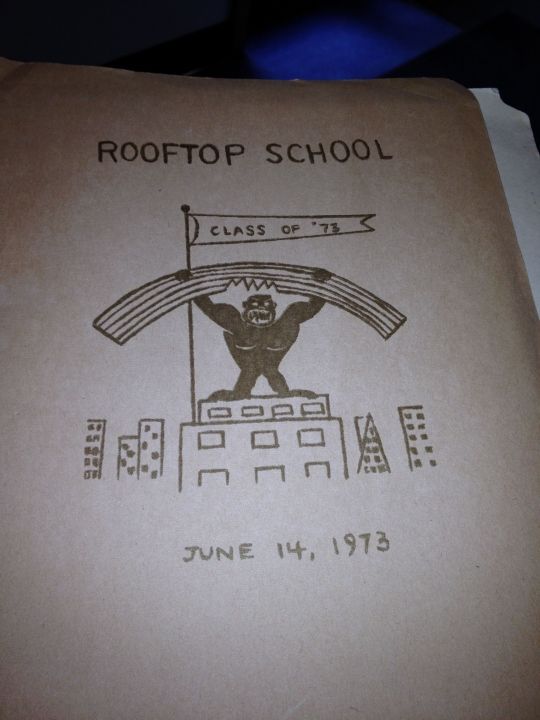 ROOFTOP SCHOOL
CLASS OF '73
JUNE 14, 1973